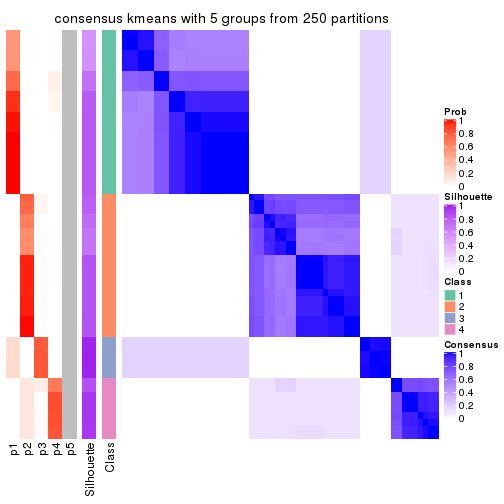 consensus kmeans with 5 groups from 250 partitions
Prob
1
0.8
0.6
0.4
0.2
0
Silhouette
1
0.8
0.6
0.4
0.2
0
Class
1
2
3
4
Consensus
1
0.8
0.6
0.4
0.2
0
p1
p2
p3
p4
p5
Silhouette
Class